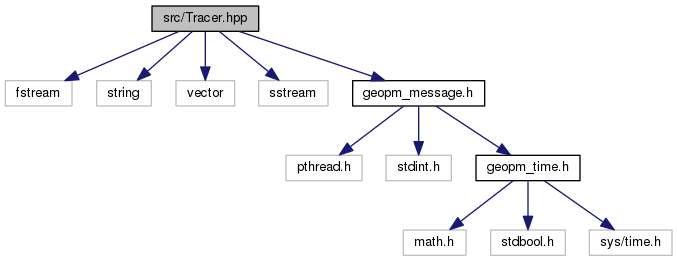 src/Tracer.hpp
fstream
string
vector
sstream
geopm_message.h
pthread.h
stdint.h
geopm_time.h
math.h
stdbool.h
sys/time.h